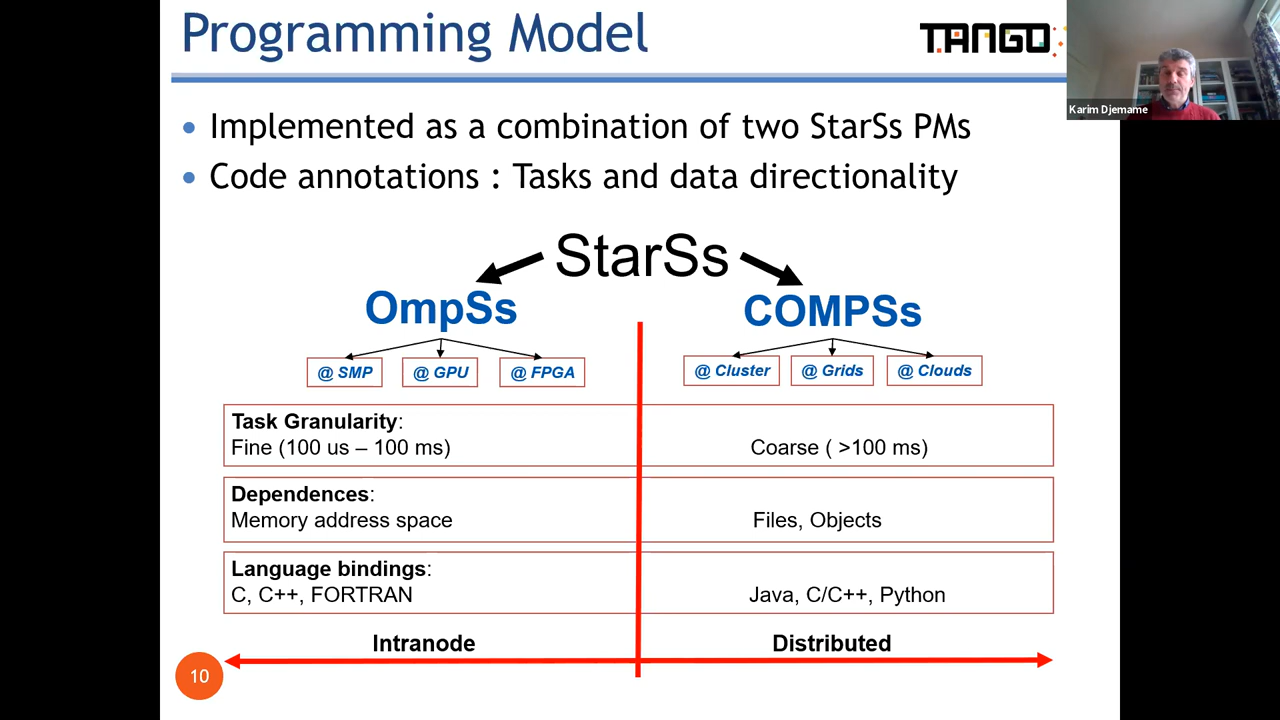 Programming Model
TANGO
Karim Djemame
• Implemented as a combination of two StarSs PMs
• Code annotations : Tasks and data directionality
StarSs
OmpSs
COMPSs
@ SMP
@ GPU
@ FPGA
@ Cluster
@ Grids
@ Clouds
Task Granularity:
Fine (100 us – 100 ms)
Coarse ( >100 ms)
Dependences:
Memory address space
Files, Objects
Language bindings:
C, C++, FORTRAN
Java, C/C++, Python
Intranode
Distributed
10